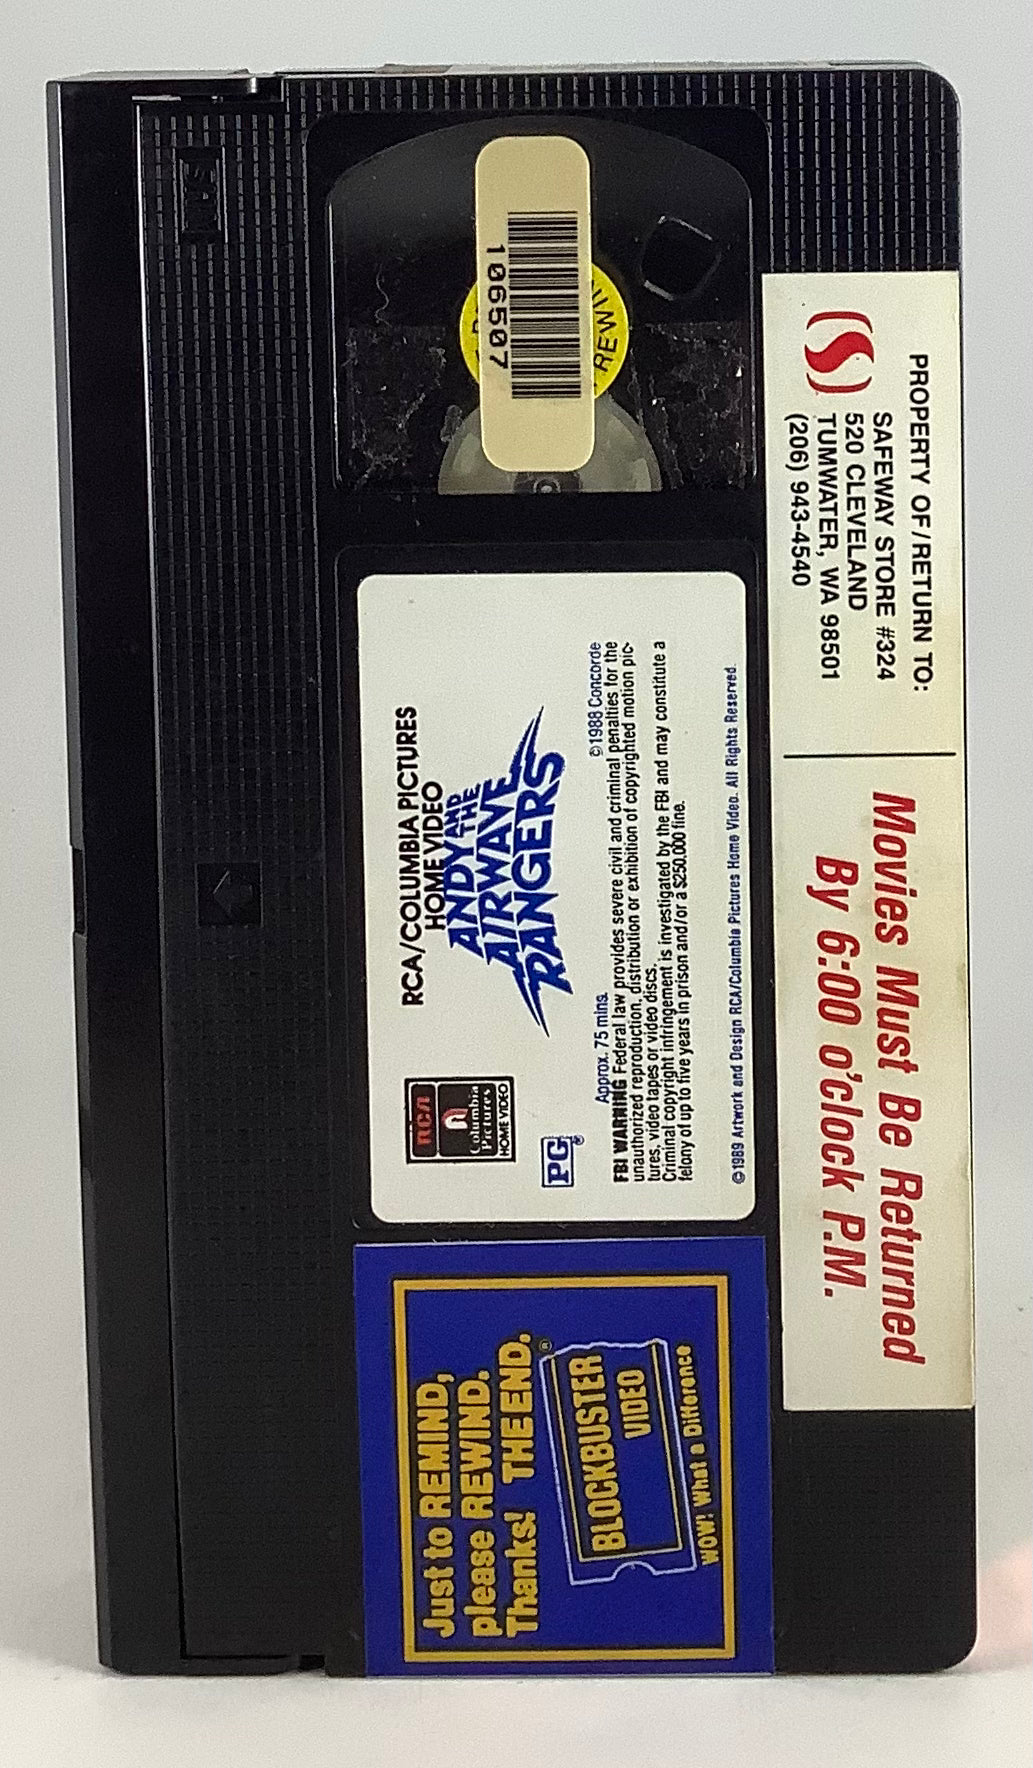 VHS
106507
REWIN
PROPERTY OF/RETURN TO:
SAFEWAY STORE #324
520 CLEVELAND
TUMWATER, WA 98501
(206) 943-4540
Movies Must Be Returned
By 6:00 o'clock P.M.
RCA/COLUMBIA PICTURES
HOME VIDEO
ANDY AND THE
AIRWAVE
RANGERS
RCA
Columbia
Pictures
HOME VIDEO
PG®
©1988 Concorde
Approx. 75 mins.
FBI WARNING Federal law provides severe civil and criminal penalties for the
unauthorized reproduction, distribution or exhibition of copyrighted motion pic-
tures, video tapes or video discs.
Criminal copyright infringement is investigated by the FBI and may constitute a
felony of up to five years in prison and/or a $250,000 fine.
©1989 Artwork and Design RCA/Columbia Pictures Home Video. All Rights Reserved.
Just to REMIND,
please REWIND.
Thanks! THE END.
BLOCKBUSTER®
VIDEO
WOW! What a Difference